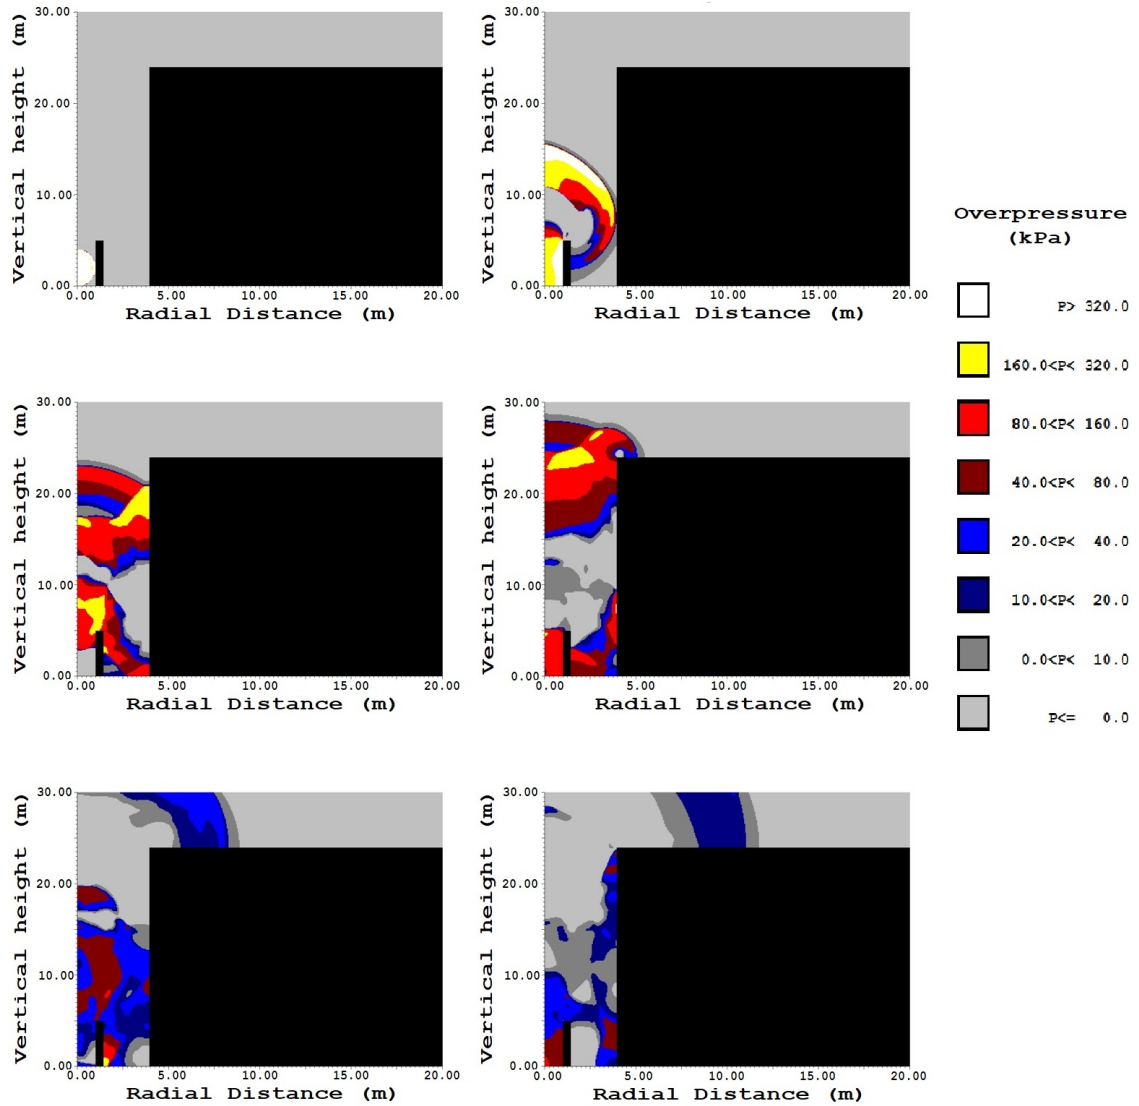 Vertical height (m)
30.00
20.00
10.00
0.00
0.00 5.00 10.00 15.00 20.00
Radial Distance (m)
Vertical height (m)
30.00
20.00
10.00
0.00
0.00 5.00 10.00 15.00 20.00
Radial Distance (m)
Overpressure
(kPa)
P> 320.0
160.0<P< 320.0
80.0<P< 160.0
40.0<P< 80.0
20.0<P< 40.0
10.0<P< 20.0
0.0<P< 10.0
P<= 0.0
Vertical height (m)
30.00
20.00
10.00
0.00
0.00 5.00 10.00 15.00 20.00
Radial Distance (m)
Vertical height (m)
30.00
20.00
10.00
0.00
0.00 5.00 10.00 15.00 20.00
Radial Distance (m)
Vertical height (m)
30.00
20.00
10.00
0.00
0.00 5.00 10.00 15.00 20.00
Radial Distance (m)
Vertical height (m)
30.00
20.00
10.00
0.00
0.00 5.00 10.00 15.00 20.00
Radial Distance (m)